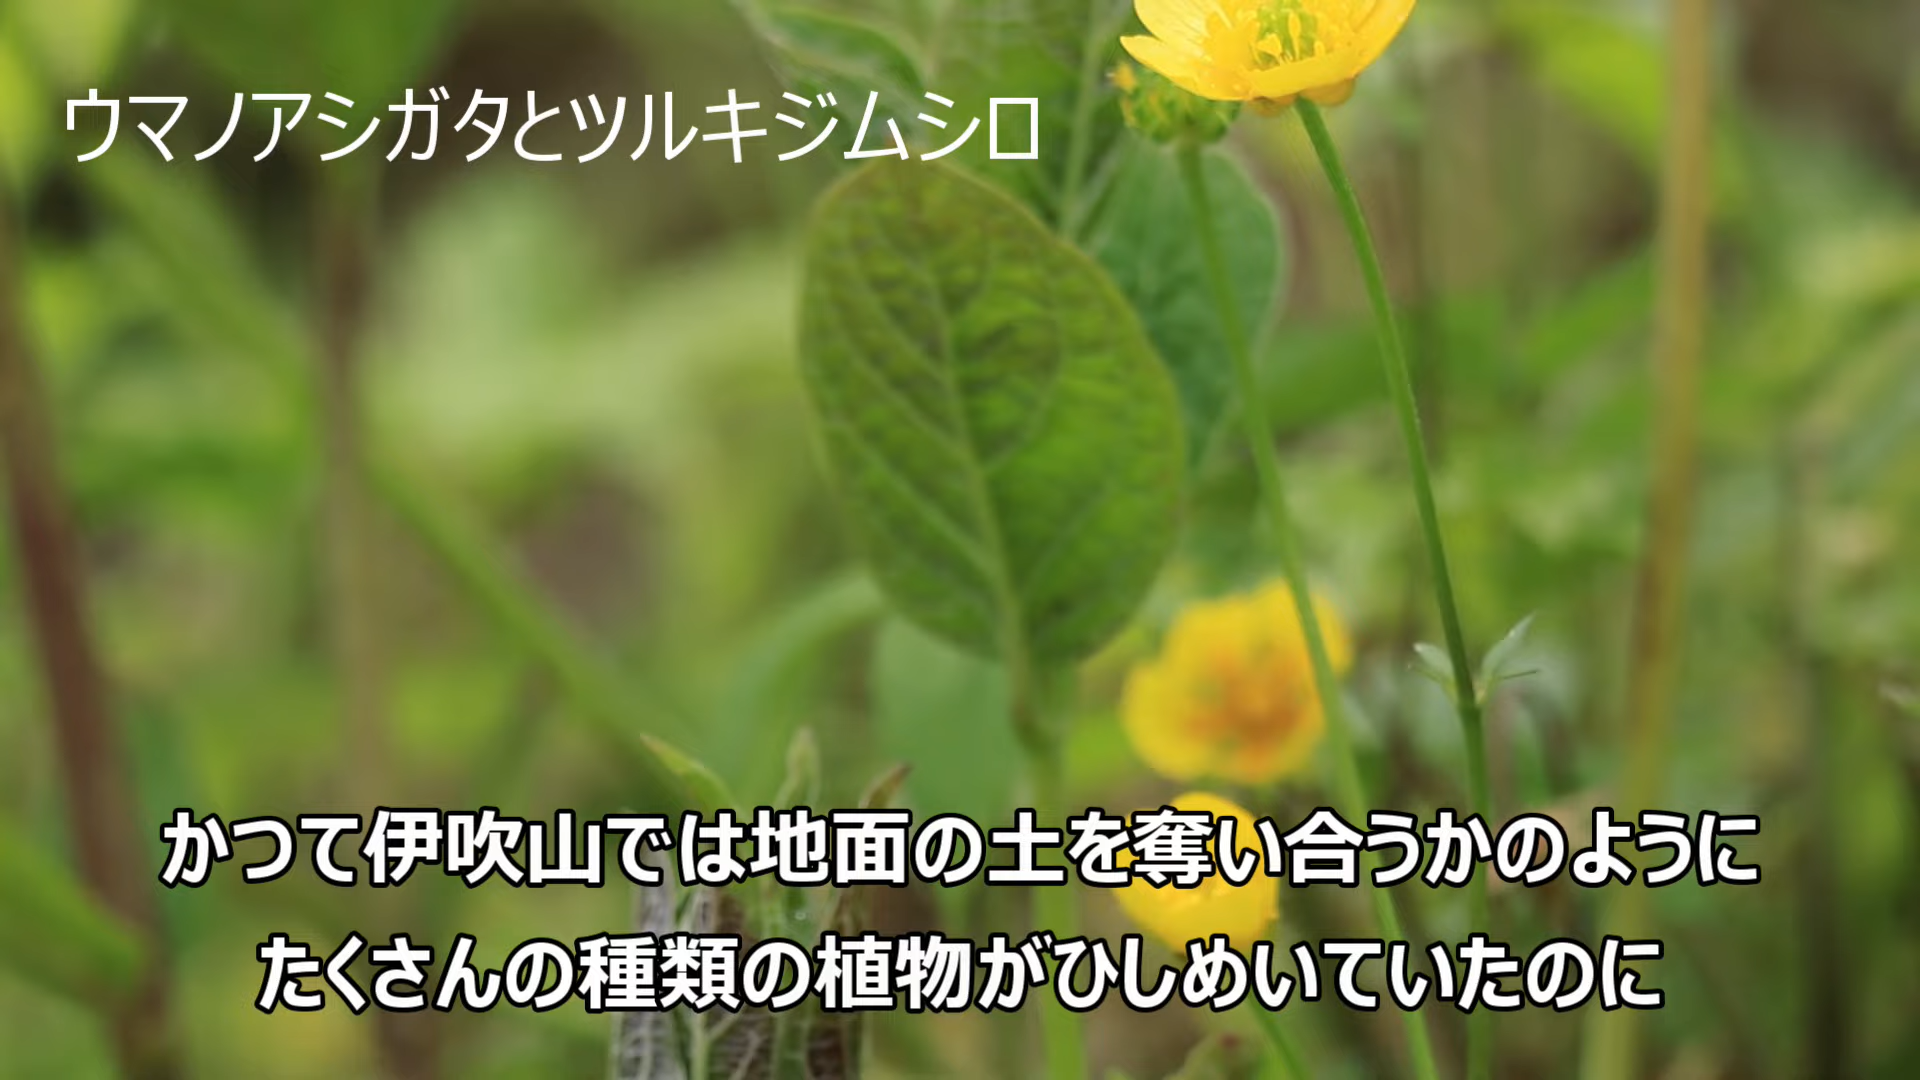 ウマノアシガタとツルキジムシロ
かつて伊吹山では地面の土を奪い合うかのように
たくさんの種類の植物がひしめいていたのに